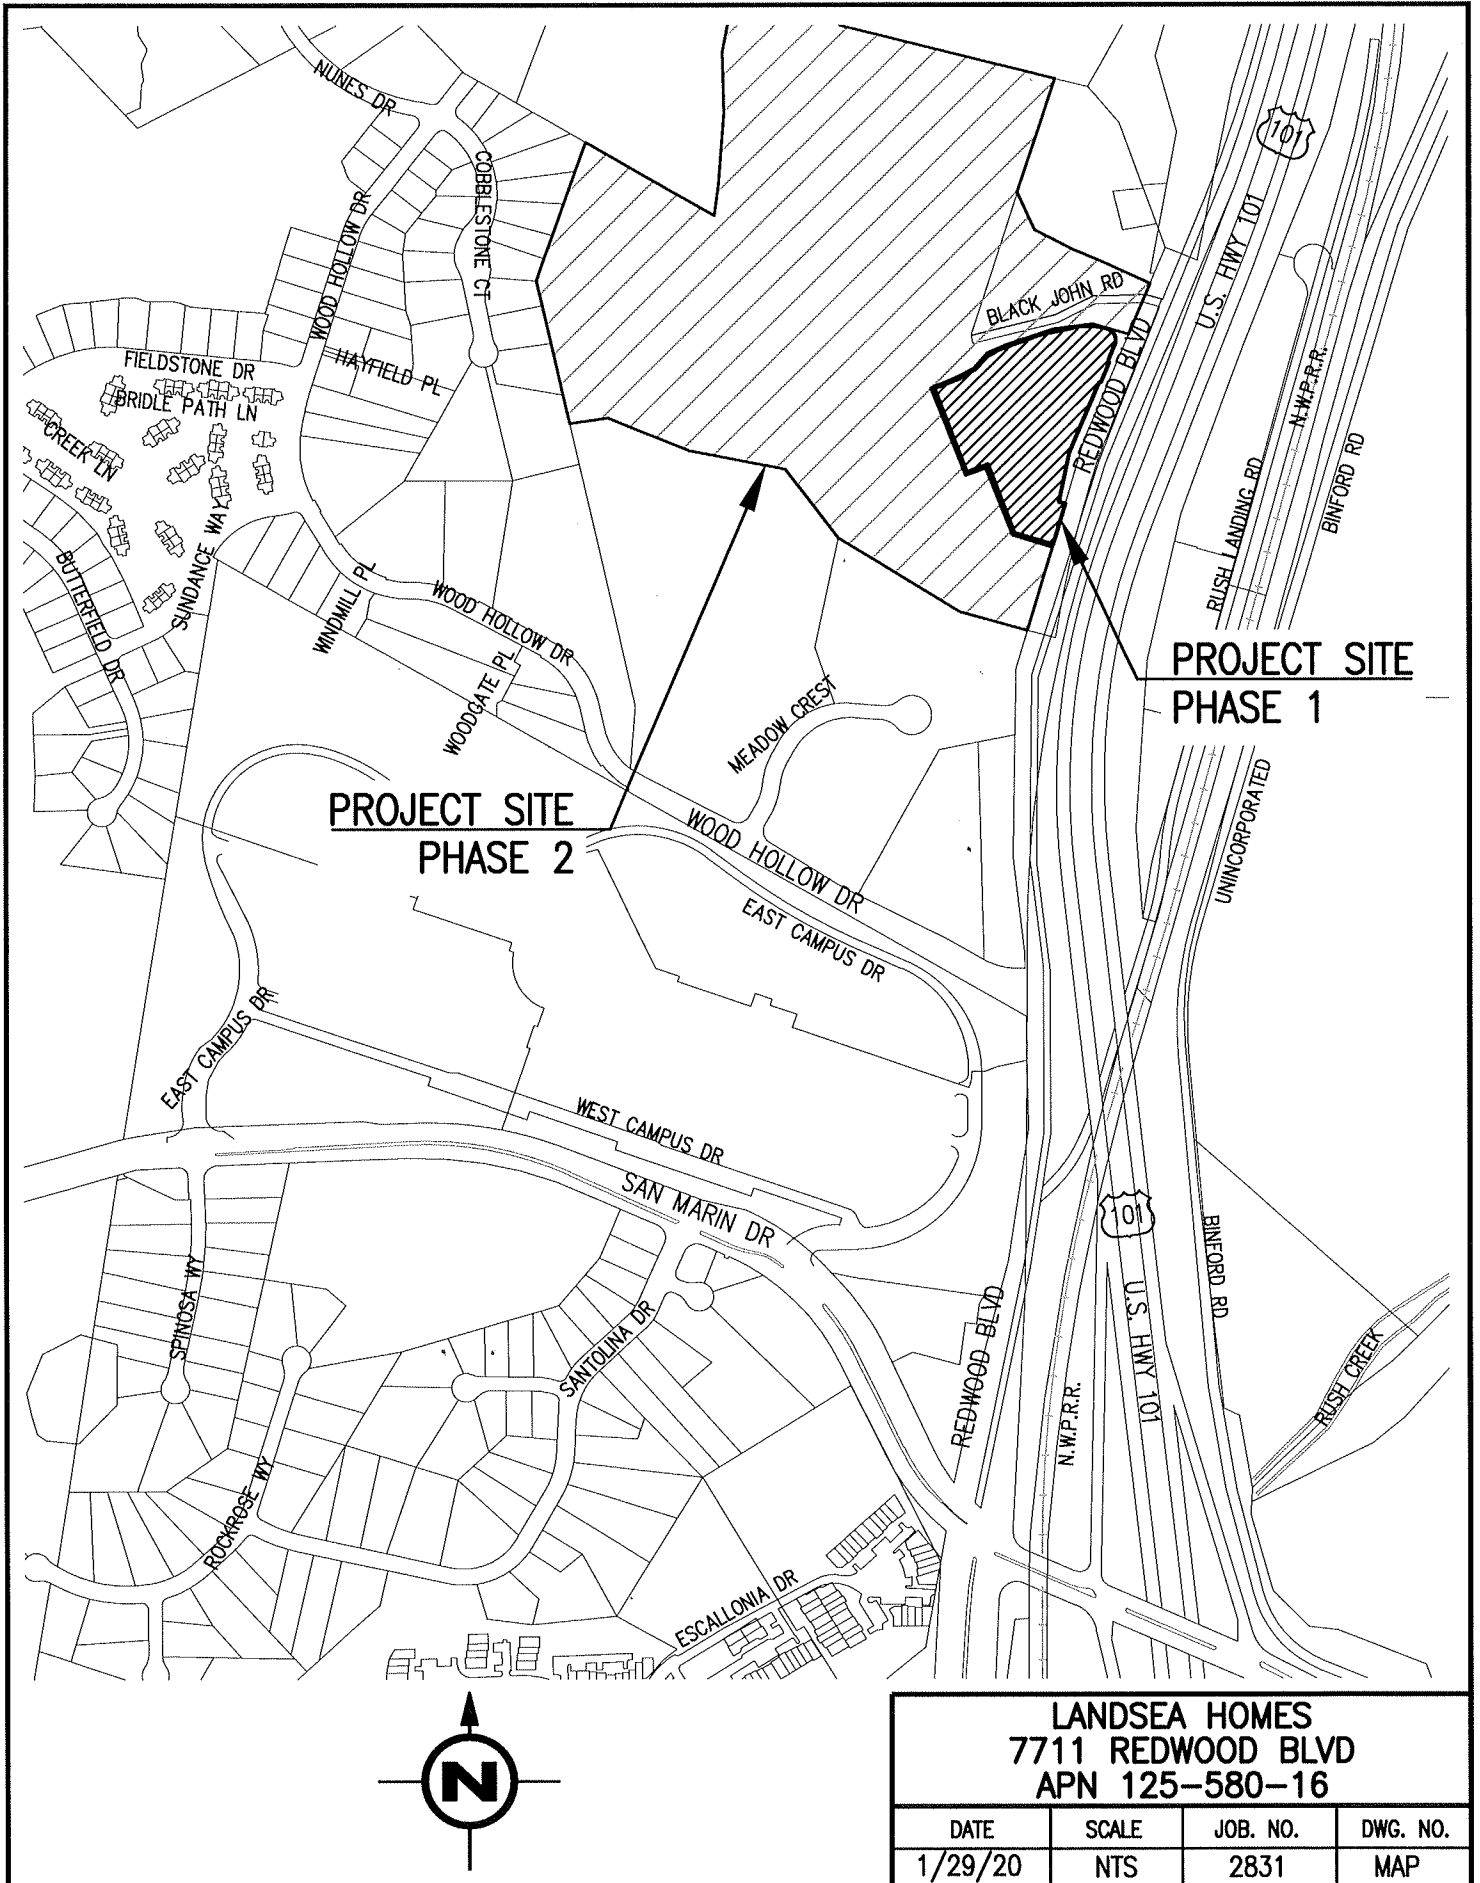 NUNES DR
COBBLESTONE CT
WOOD HOLLOW DR
101
U.S. HWY 101
BLACK JOHN RD
REDWOOD BLVD
N.W.P.R.R.
BINFORD RD
RUSH LANDING RD
FIELDSTONE DR
HAYFIELD PL
BRIDLE PATH LN
CREEK LN
SUNDANCE WAY
BUTTERFIELD DR
WINDMILL PL
WOOD HOLLOW DR
WOODGATE PL
MEADOW CREST
PROJECT SITE
PHASE 1
PROJECT SITE
PHASE 2
WOOD HOLLOW DR
EAST CAMPUS DR
UNINCORPORATED
EAST CAMPUS DR
WEST CAMPUS DR
SAN MARIN DR
101
U.S. HWY 101
BINFORD RD
SPINOSA WY
SANTOLINA DR
REDWOOD BLVD
N.W.P.R.R.
RUSH CREEK
ROCKROSE WY
ESCALLONIA DR
N
LANDSEA HOMES
7711 REDWOOD BLVD
APN 125-580-16
DATE SCALE JOB. NO. DWG. NO.
1/29/20 NTS 2831 MAP